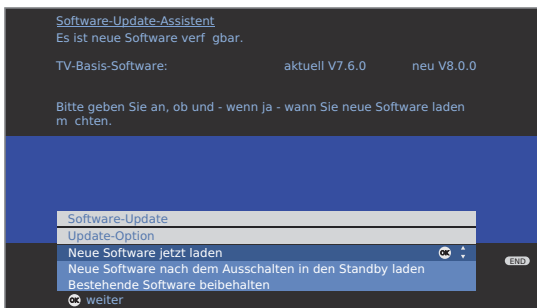 Software-Update-Assistent
Es ist neue Software verf gbar.
TV-Basis-Software: aktuell V7.6.0 neu V8.0.0
Bitte geben Sie an, ob und - wenn ja - wann Sie neue Software laden
m chten.
Software-Update
Update-Option
Neue Software jetzt laden OK
END
Neue Software nach dem Ausschalten in den Standby laden
Bestehende Software beibehalten
OK weiter